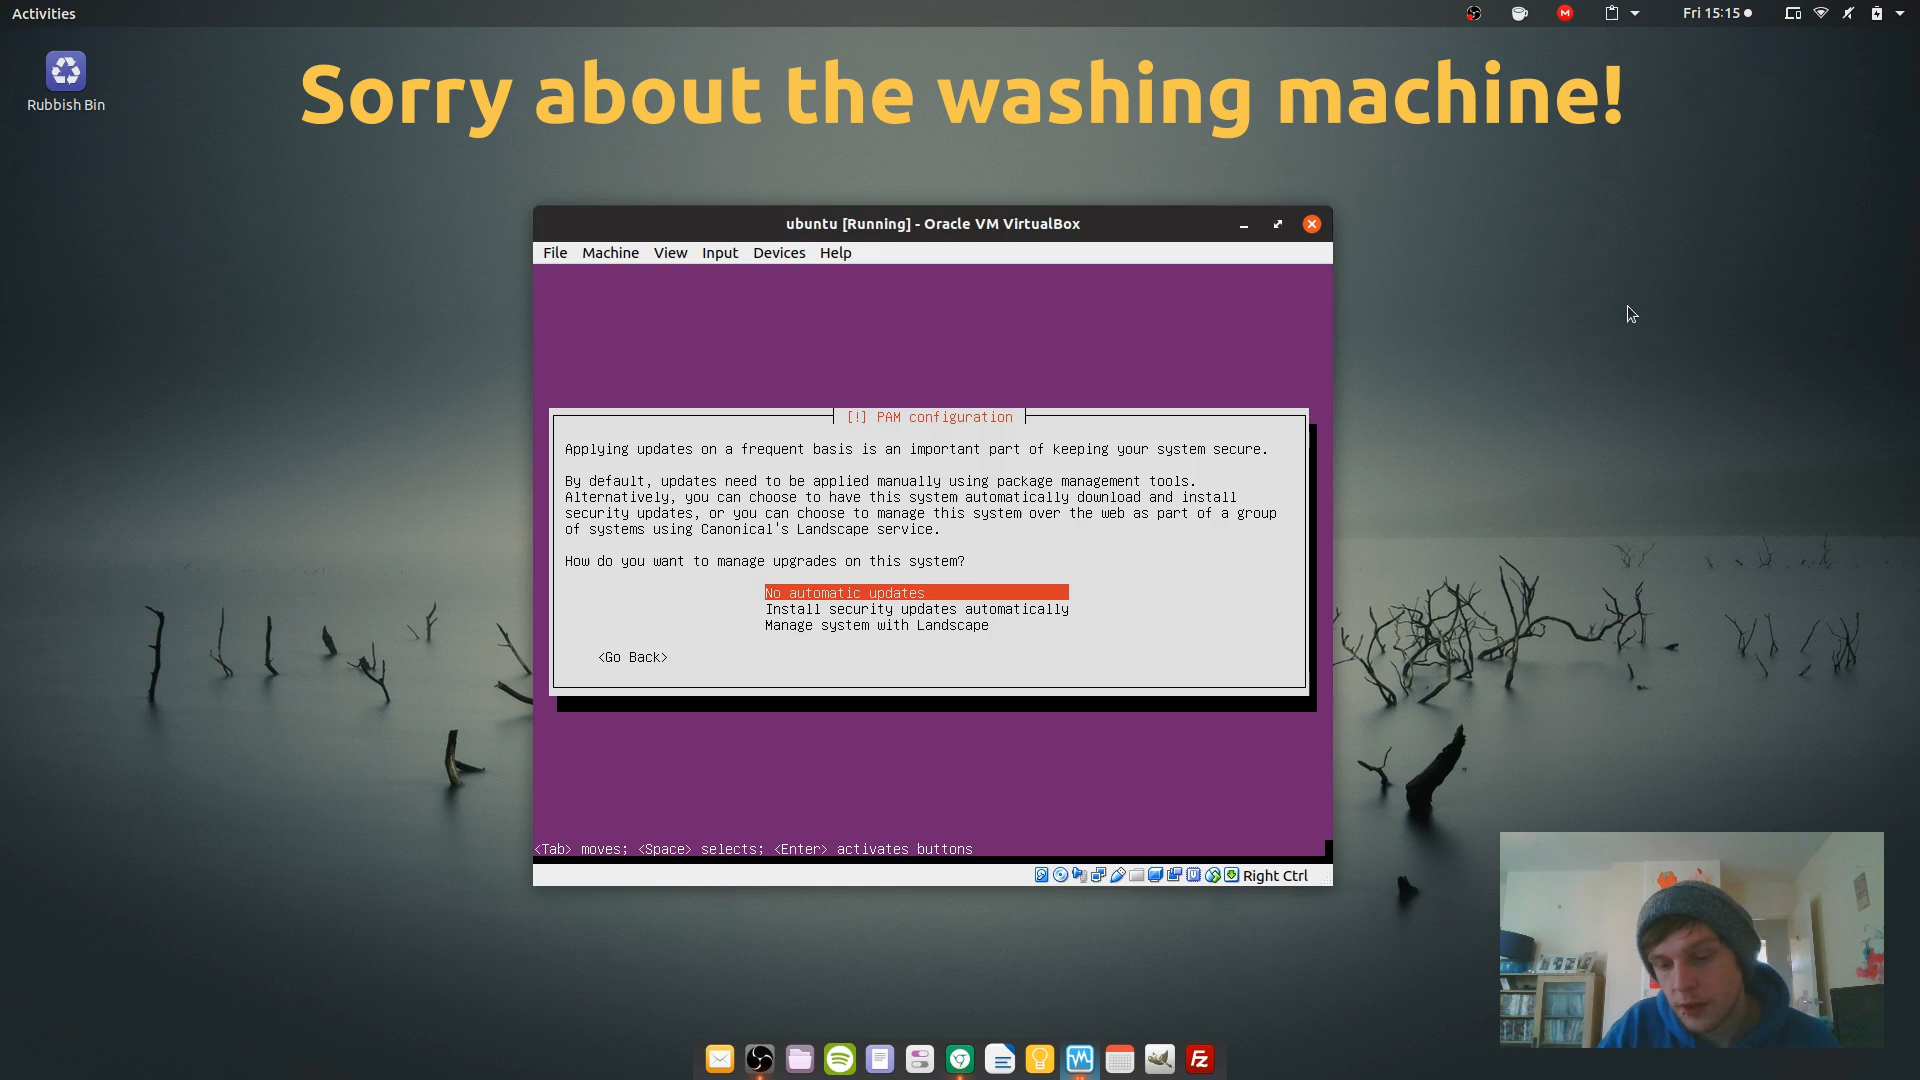 Activities
M
Fri 15:15
Rubbish Bin
Sorry about the washing machine!
ubuntu [Running] - Oracle VM VirtualBox
File Machine View Input Devices Help
[!] PAM configuration
Applying updates on a frequent basis is an important part of keeping your system secure.
By default, updates need to be applied manually using package management tools.
Alternatively, you can choose to have this system automatically download and install
security updates, or you can choose to manage this system over the web as part of a group
of systems using Canonical's Landscape service.
How do you want to manage upgrades on this system?
No automatic updates
Install security updates automatically
Manage system with Landscape
<Go Back>
<Tab> moves; <Space> selects; <Enter> activates buttons
Right Ctrl
FZ